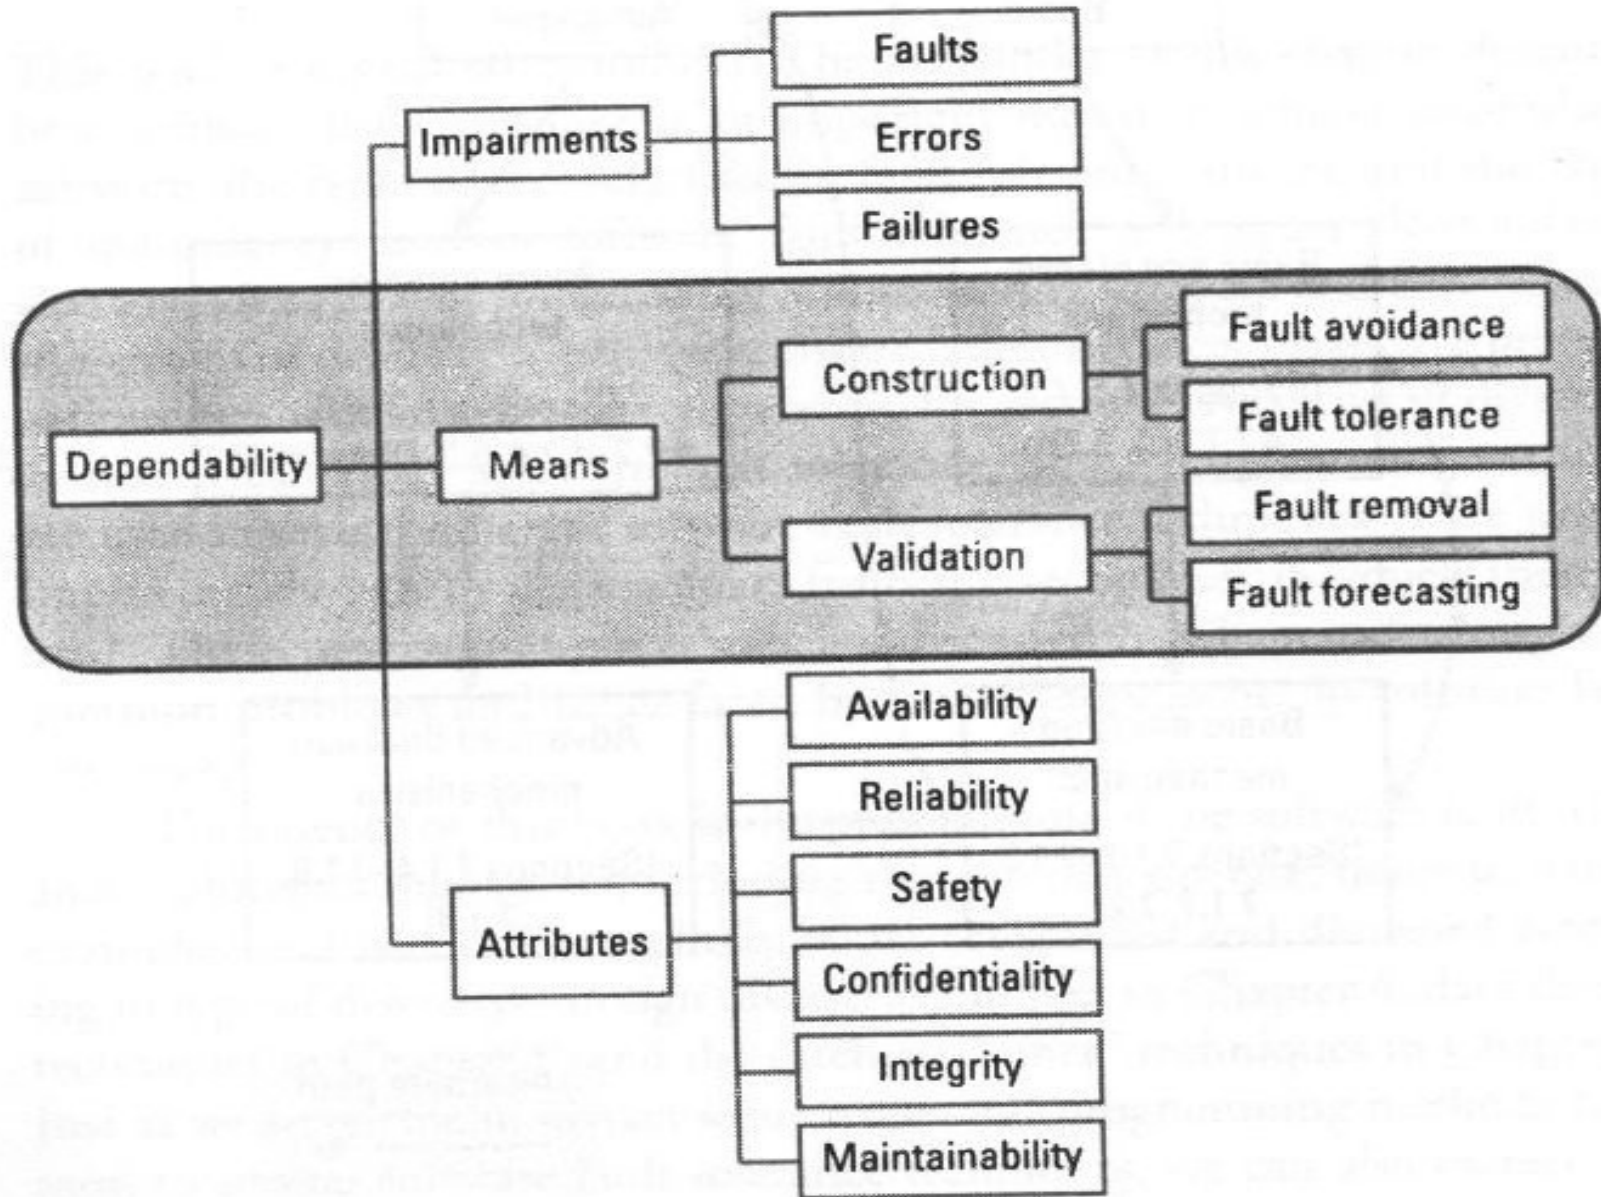 Faults
Impairments
Errors
Failures
Fault avoidance
Construction
Fault tolerance
Dependability
Means
Fault removal
Validation
Fault forecasting
Availability
Reliability
Safety
Attributes
Confidentiality
Integrity
Maintainability